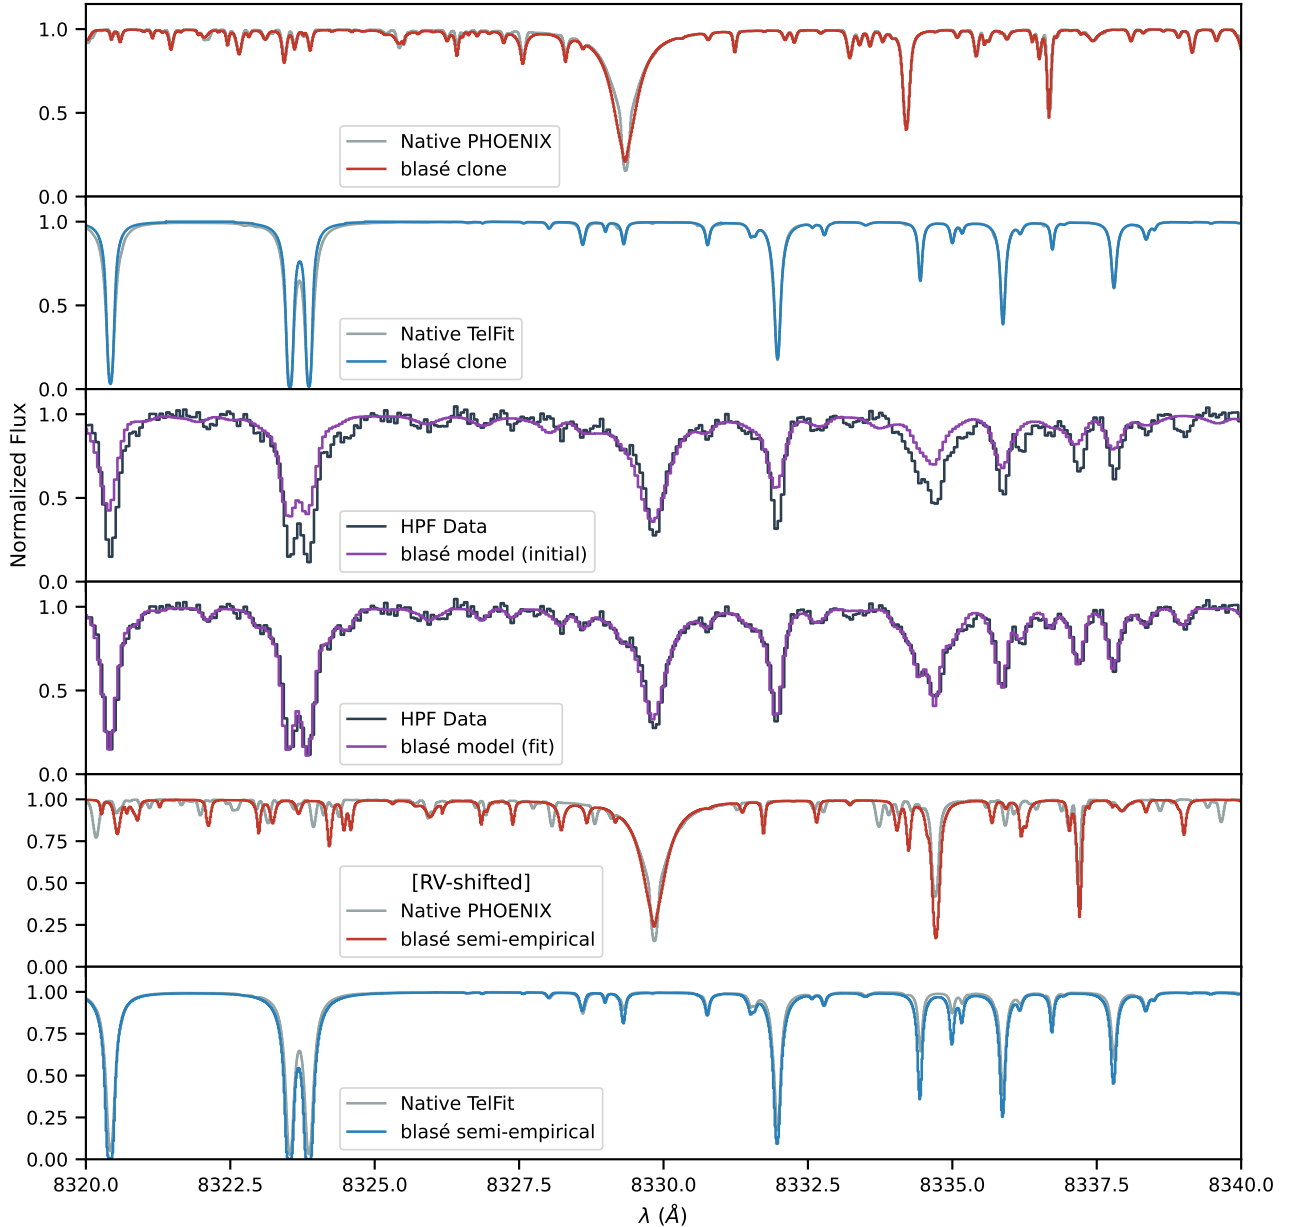 1.0
0.5
0.0
Native PHOENIX
blasé clone
1.0
0.5
0.0
Native TelFit
blasé clone
Normalized Flux
1.0
0.5
0.0
HPF Data
blasé model (initial)
1.0
0.5
0.0
HPF Data
blasé model (fit)
1.00
0.75
0.50
0.25
0.00
[RV-shifted]
Native PHOENIX
blasé semi-empirical
1.00
0.75
0.50
0.25
0.00
Native TelFit
blasé semi-empirical
8320.0 8322.5 8325.0 8327.5 8330.0 8332.5 8335.0 8337.5 8340.0
λ (Å)